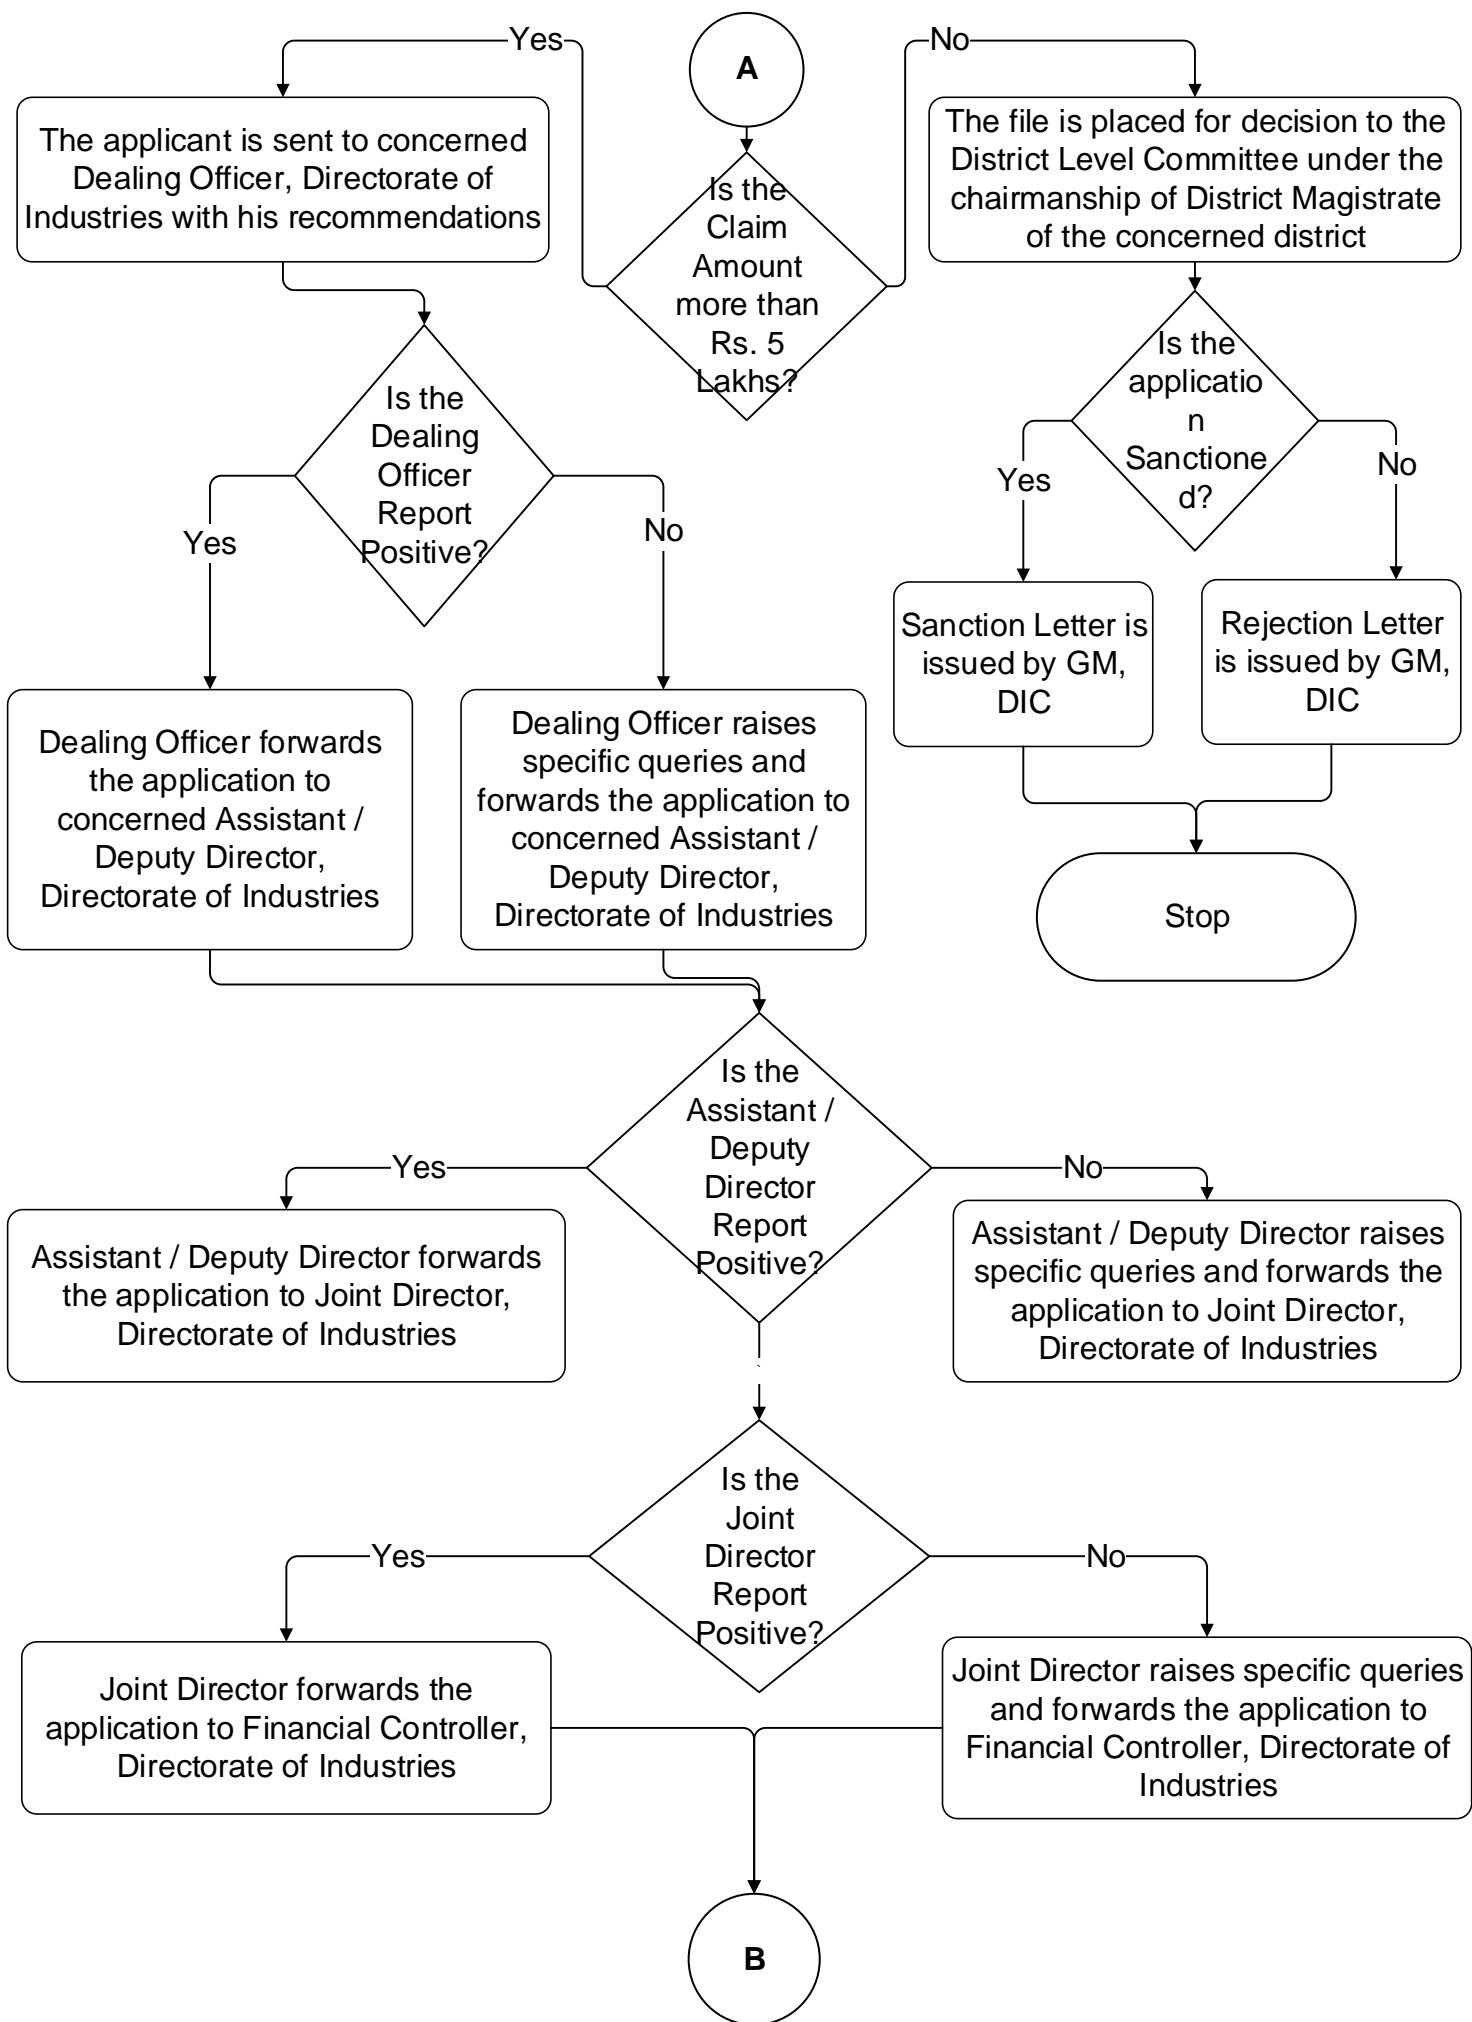 Yes
A
No
The applicant is sent to concerned
Dealing Officer, Directorate of
Industries with his recommendations
Is the
Claim
Amount
more than
Rs. 5
Lakhs?
The file is placed for decision to the
District Level Committee under the
chairmanship of District Magistrate
of the concerned district
Is the
Dealing
Officer
Report
Positive?
Is the
applicatio
n
Sanctione
d?
Yes
No
Yes
No
Sanction Letter is
issued by GM,
DIC
Rejection Letter
is issued by GM,
DIC
Dealing Officer forwards
the application to
concerned Assistant /
Deputy Director,
Directorate of Industries
Dealing Officer raises
specific queries and
forwards the application to
concerned Assistant /
Deputy Director,
Directorate of Industries
Stop
Is the
Assistant /
Deputy
Director
Report
Positive?
Yes
No
Assistant / Deputy Director forwards
the application to Joint Director,
Directorate of Industries
Assistant / Deputy Director raises
specific queries and forwards the
application to Joint Director,
Directorate of Industries
Is the
Joint
Director
Report
Positive?
Yes
No
Joint Director forwards the
application to Financial Controller,
Directorate of Industries
Joint Director raises specific queries
and forwards the application to
Financial Controller, Directorate of
Industries
B